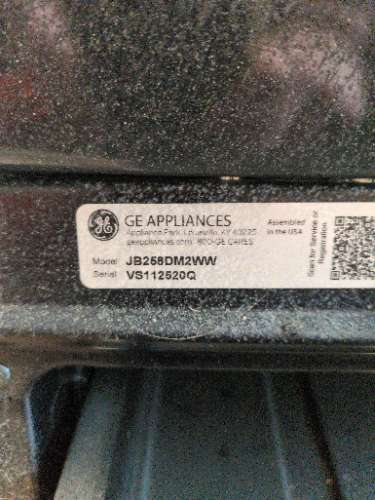 GE APPLIANCES
Appliance Park, Louisville, KY 40225
geappliances.com 800-GE CARES
Assembled
in the USA
Model JB258DM2WW
Serial VS112520Q
Scan for Service or
Registration